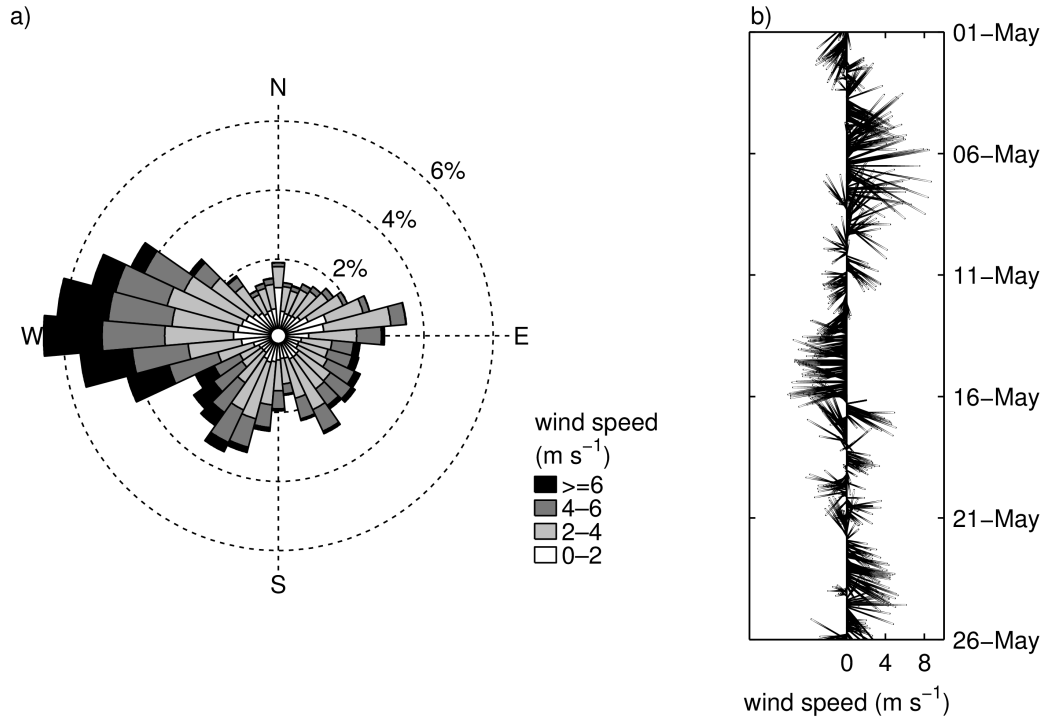 a)
N
6%
4%
2%
W
E
S
wind speed
(m s−1)
>=6
4–6
2–4
0–2
b)
01−May
06−May
11−May
16−May
21−May
26−May
0 4 8
wind speed (m s−1)